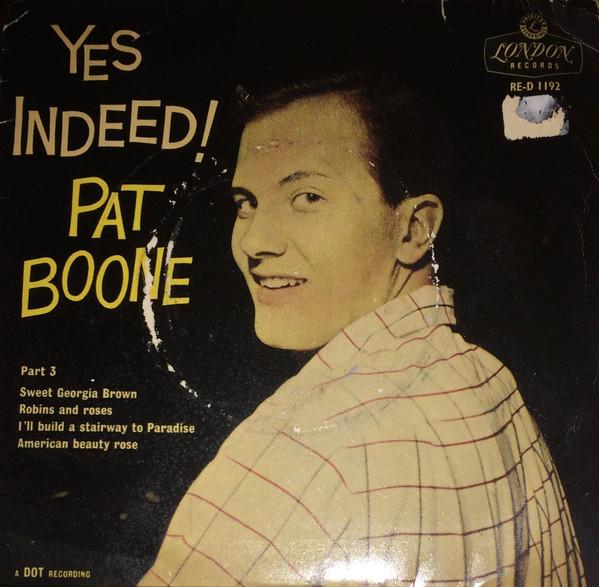 YES
INDEED!
PAT
BOONE
LONDON
RECORDS
RE-D 1192
Part 3
Sweet Georgia Brown
Robins and roses
I'll build a stairway to Paradise
American beauty rose
A DOT RECORDING